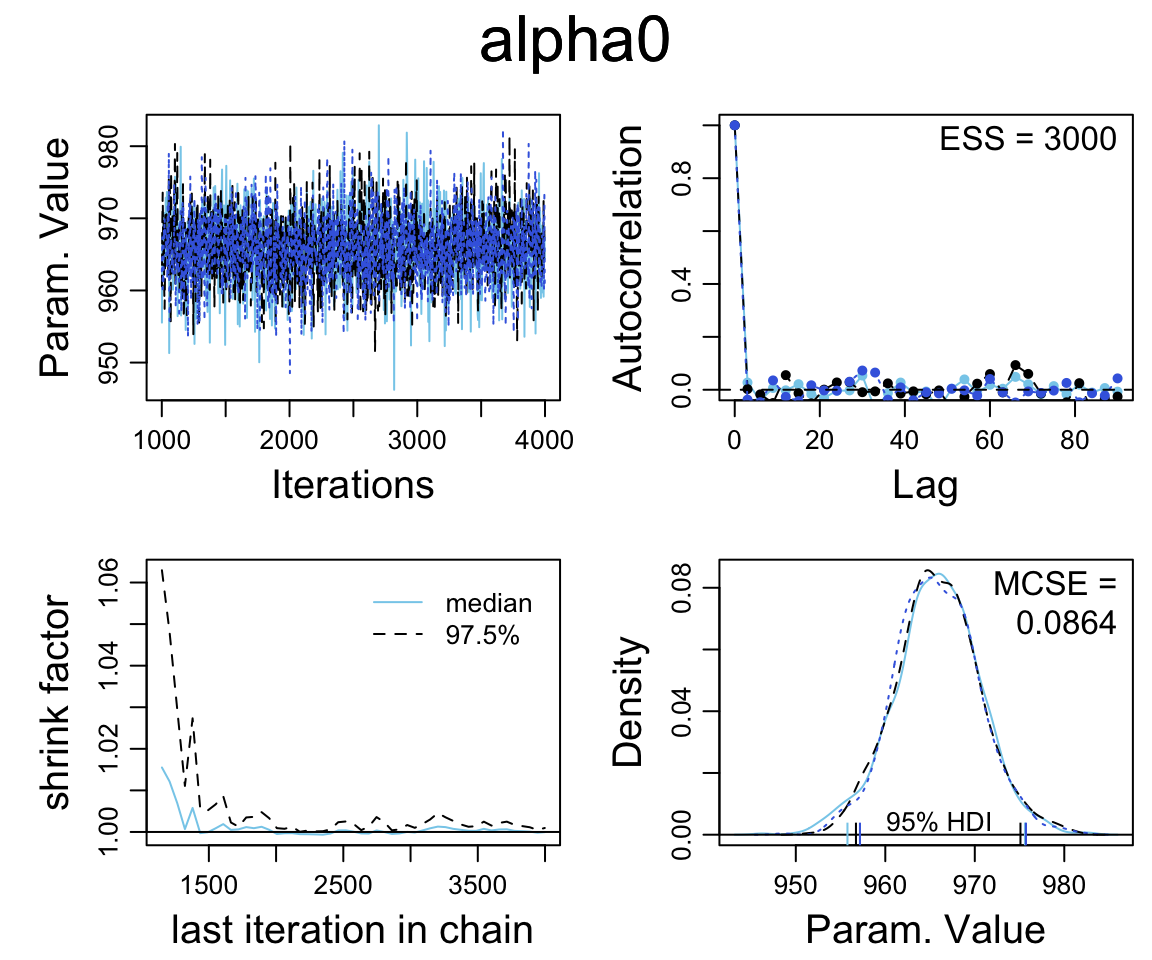 alpha0
Param. Value
980
970
960
950
1000
2000
3000
4000
Iterations
Autocorrelation
0.8
0.4
0.0
ESS = 3000
0
20
40
60
80
Lag
shrink factor
1.06
1.04
1.02
1.00
median
97.5%
1500
2500
3500
last iteration in chain
Density
0.08
0.04
0.00
MCSE =
0.0864
95% HDI
950
960
970
980
Param. Value